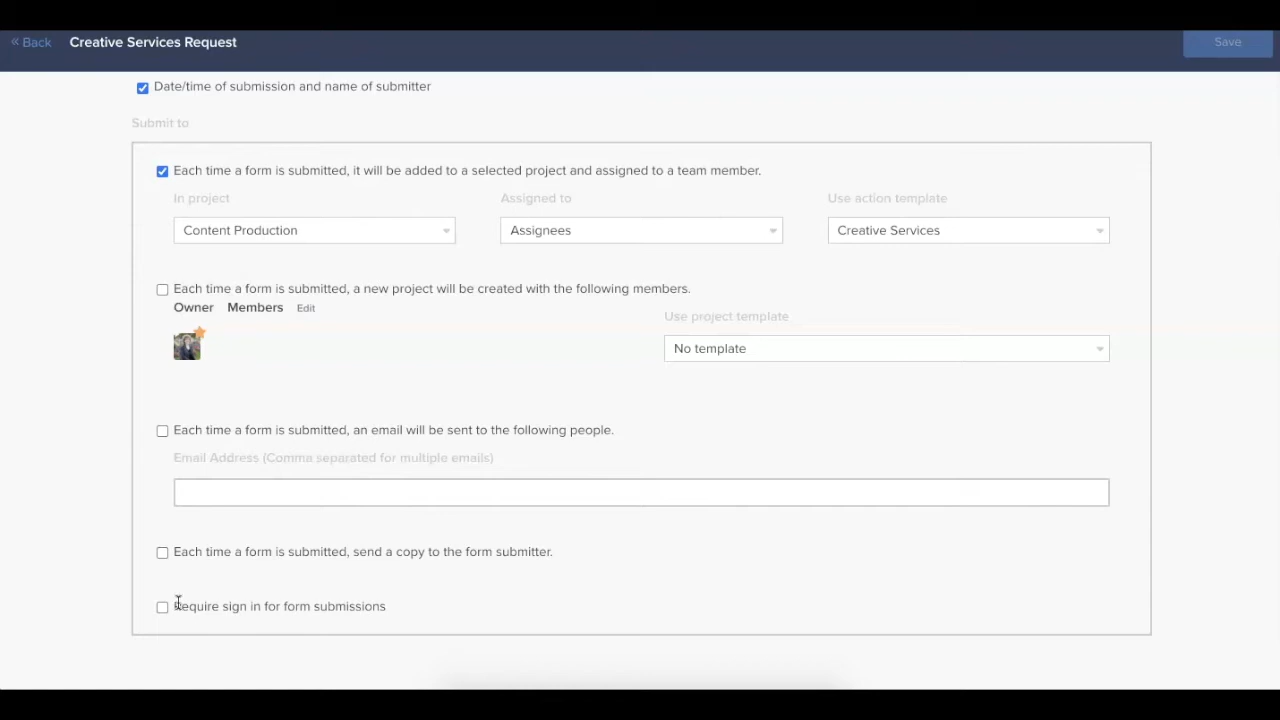 « Back
Creative Services Request
Save
Date/time of submission and name of submitter
Submit to
Each time a form is submitted, it will be added to a selected project and assigned to a team member.
In project
Assigned to
Use action template
Content Production
Assignees
Creative Services
Each time a form is submitted, a new project will be created with the following members.
Owner Members Edit
Use project template
No template
Each time a form is submitted, an email will be sent to the following people.
Email Address (Comma separated for multiple emails)
Each time a form is submitted, send a copy to the form submitter.
Require sign in for form submissions